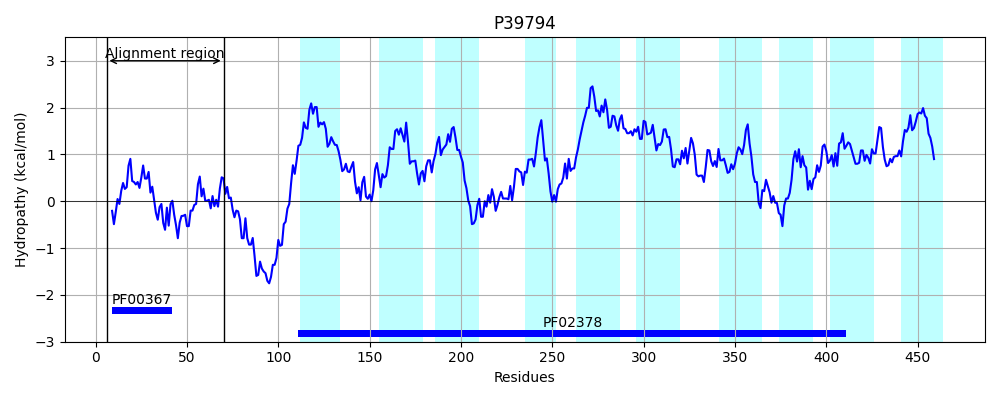 P39794
Alignment region
3
2
1
0
−1
−2
−3
Hydropathy (kcal/mol)
PF00367
PF02378
0 50 100 150 200 250 300 350 400 450
Residues